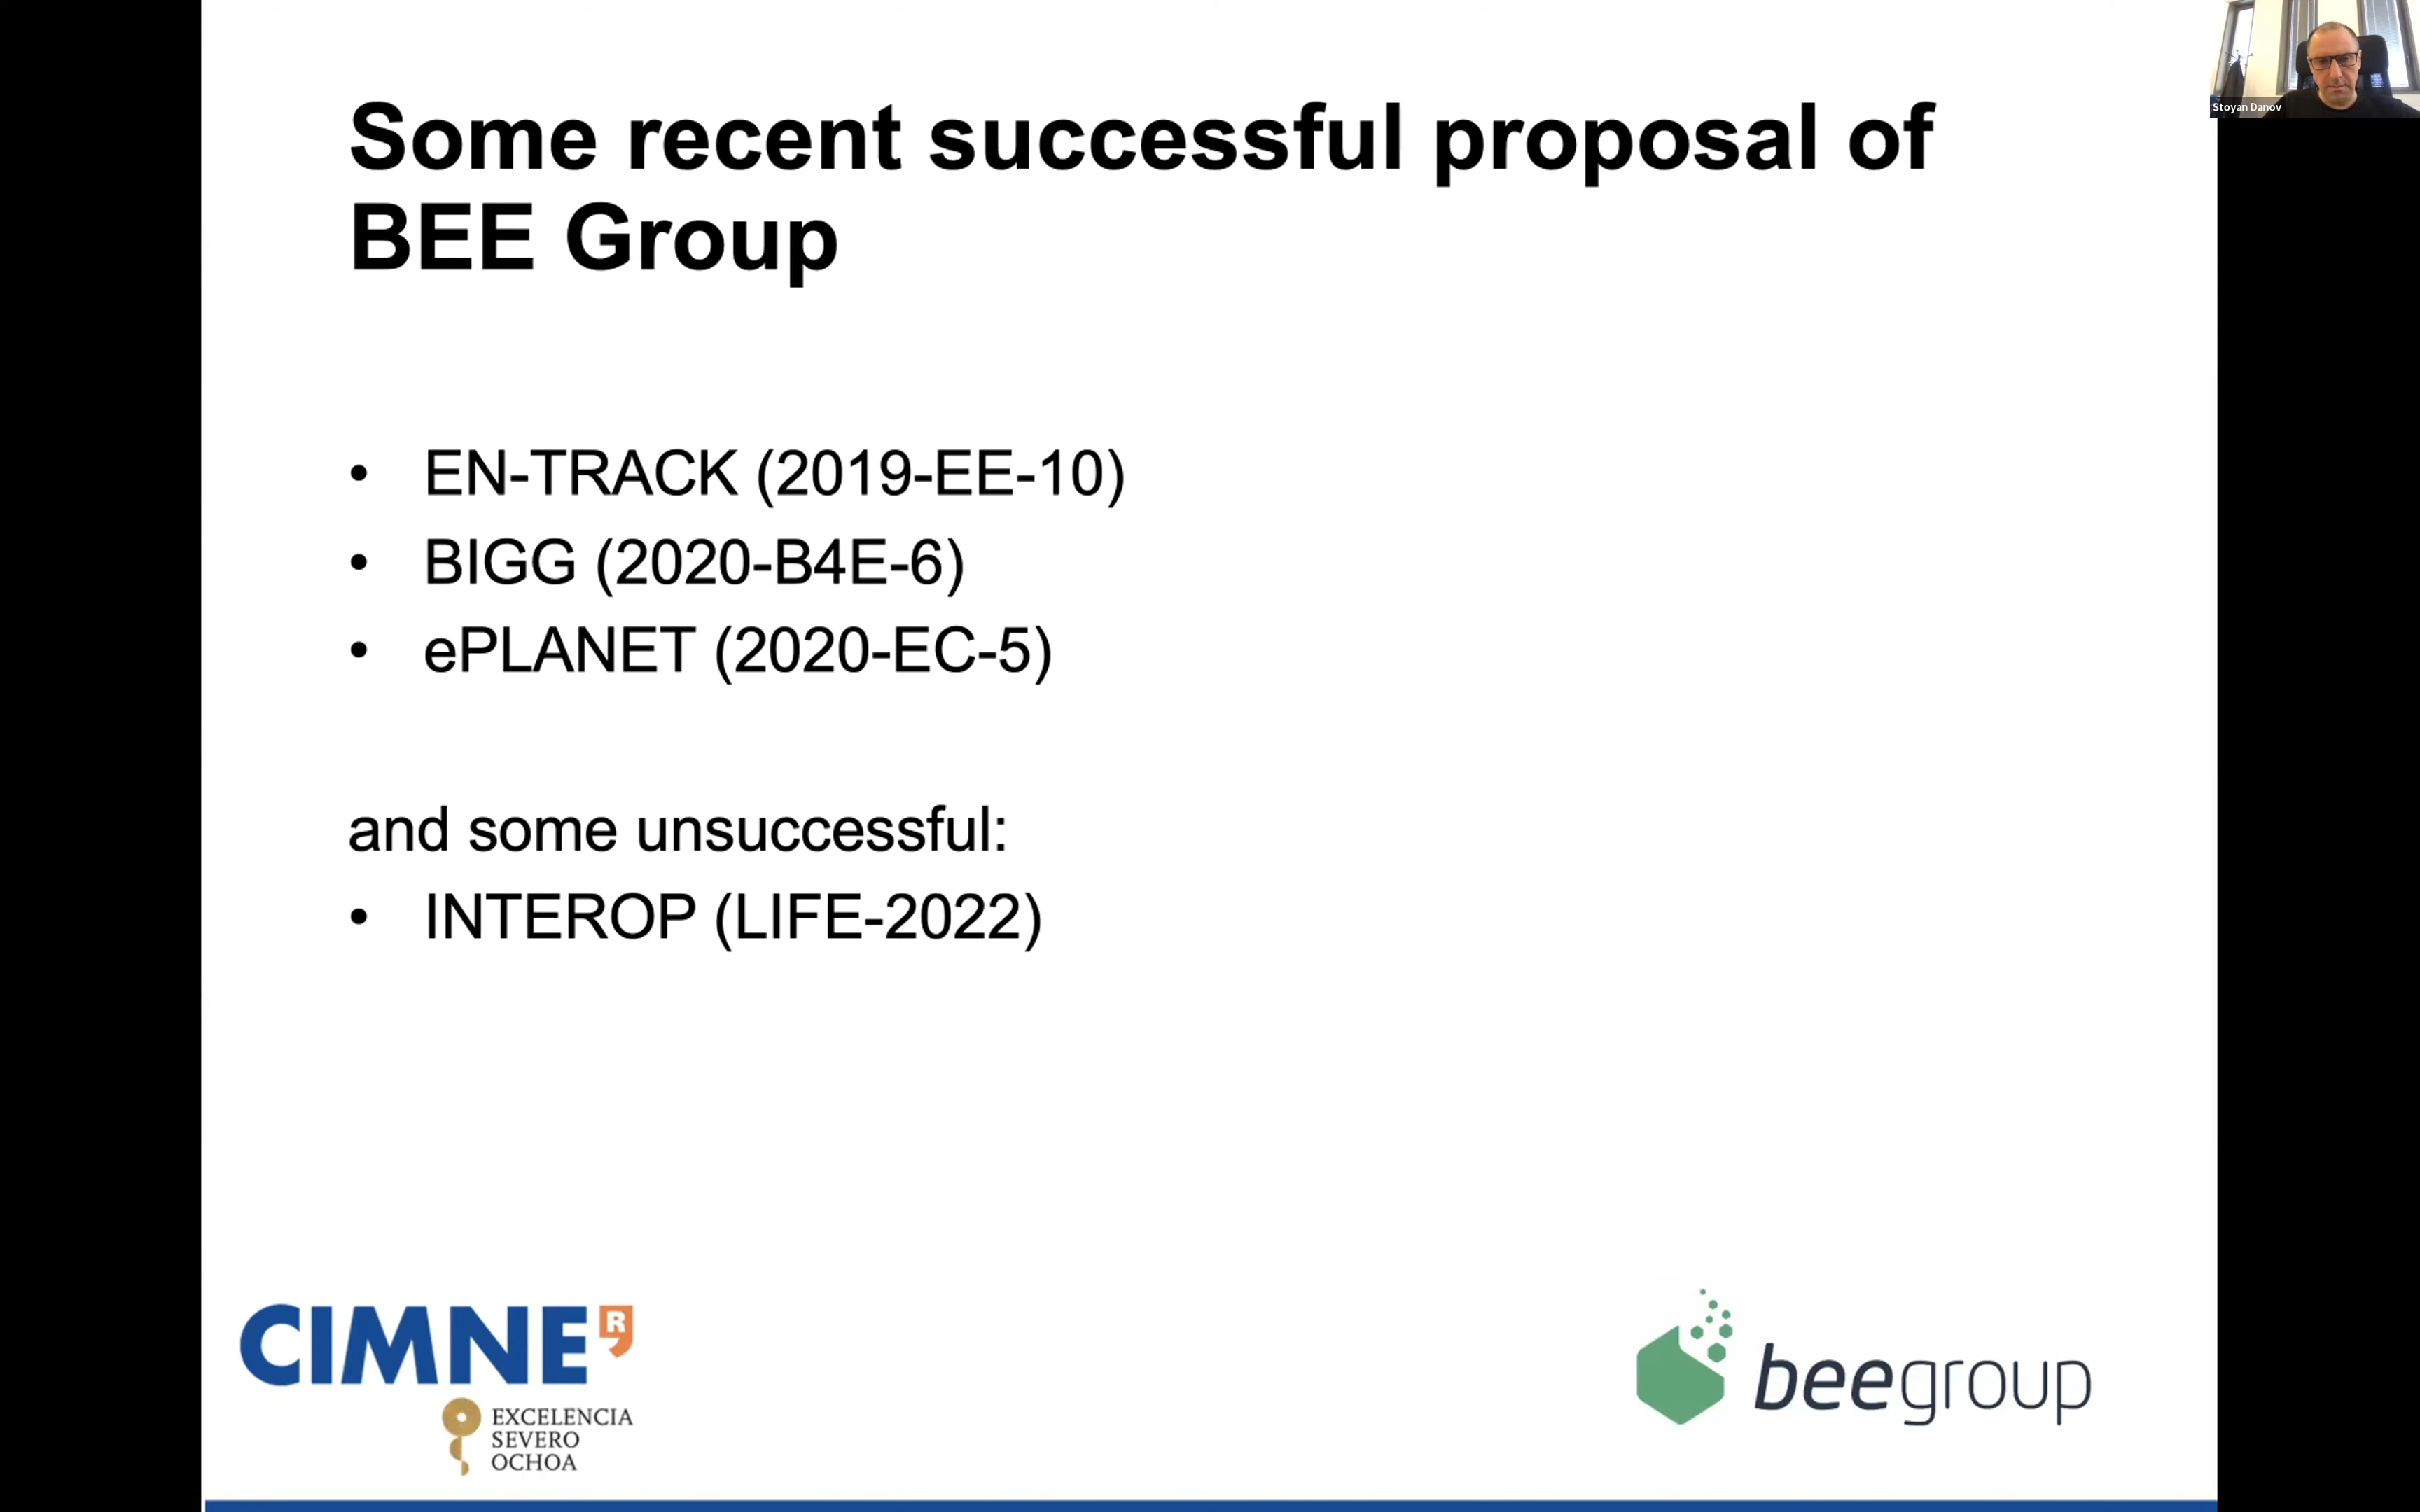 Stoyan Danov
Some recent successful proposal of
BEE Group
• EN-TRACK (2019-EE-10)
• BIGG (2020-B4E-6)
• ePLANET (2020-EC-5)
and some unsuccessful:
• INTEROP (LIFE-2022)
CIMNE R
EXCELENCIA
SEVERO
OCHOA
beegroup